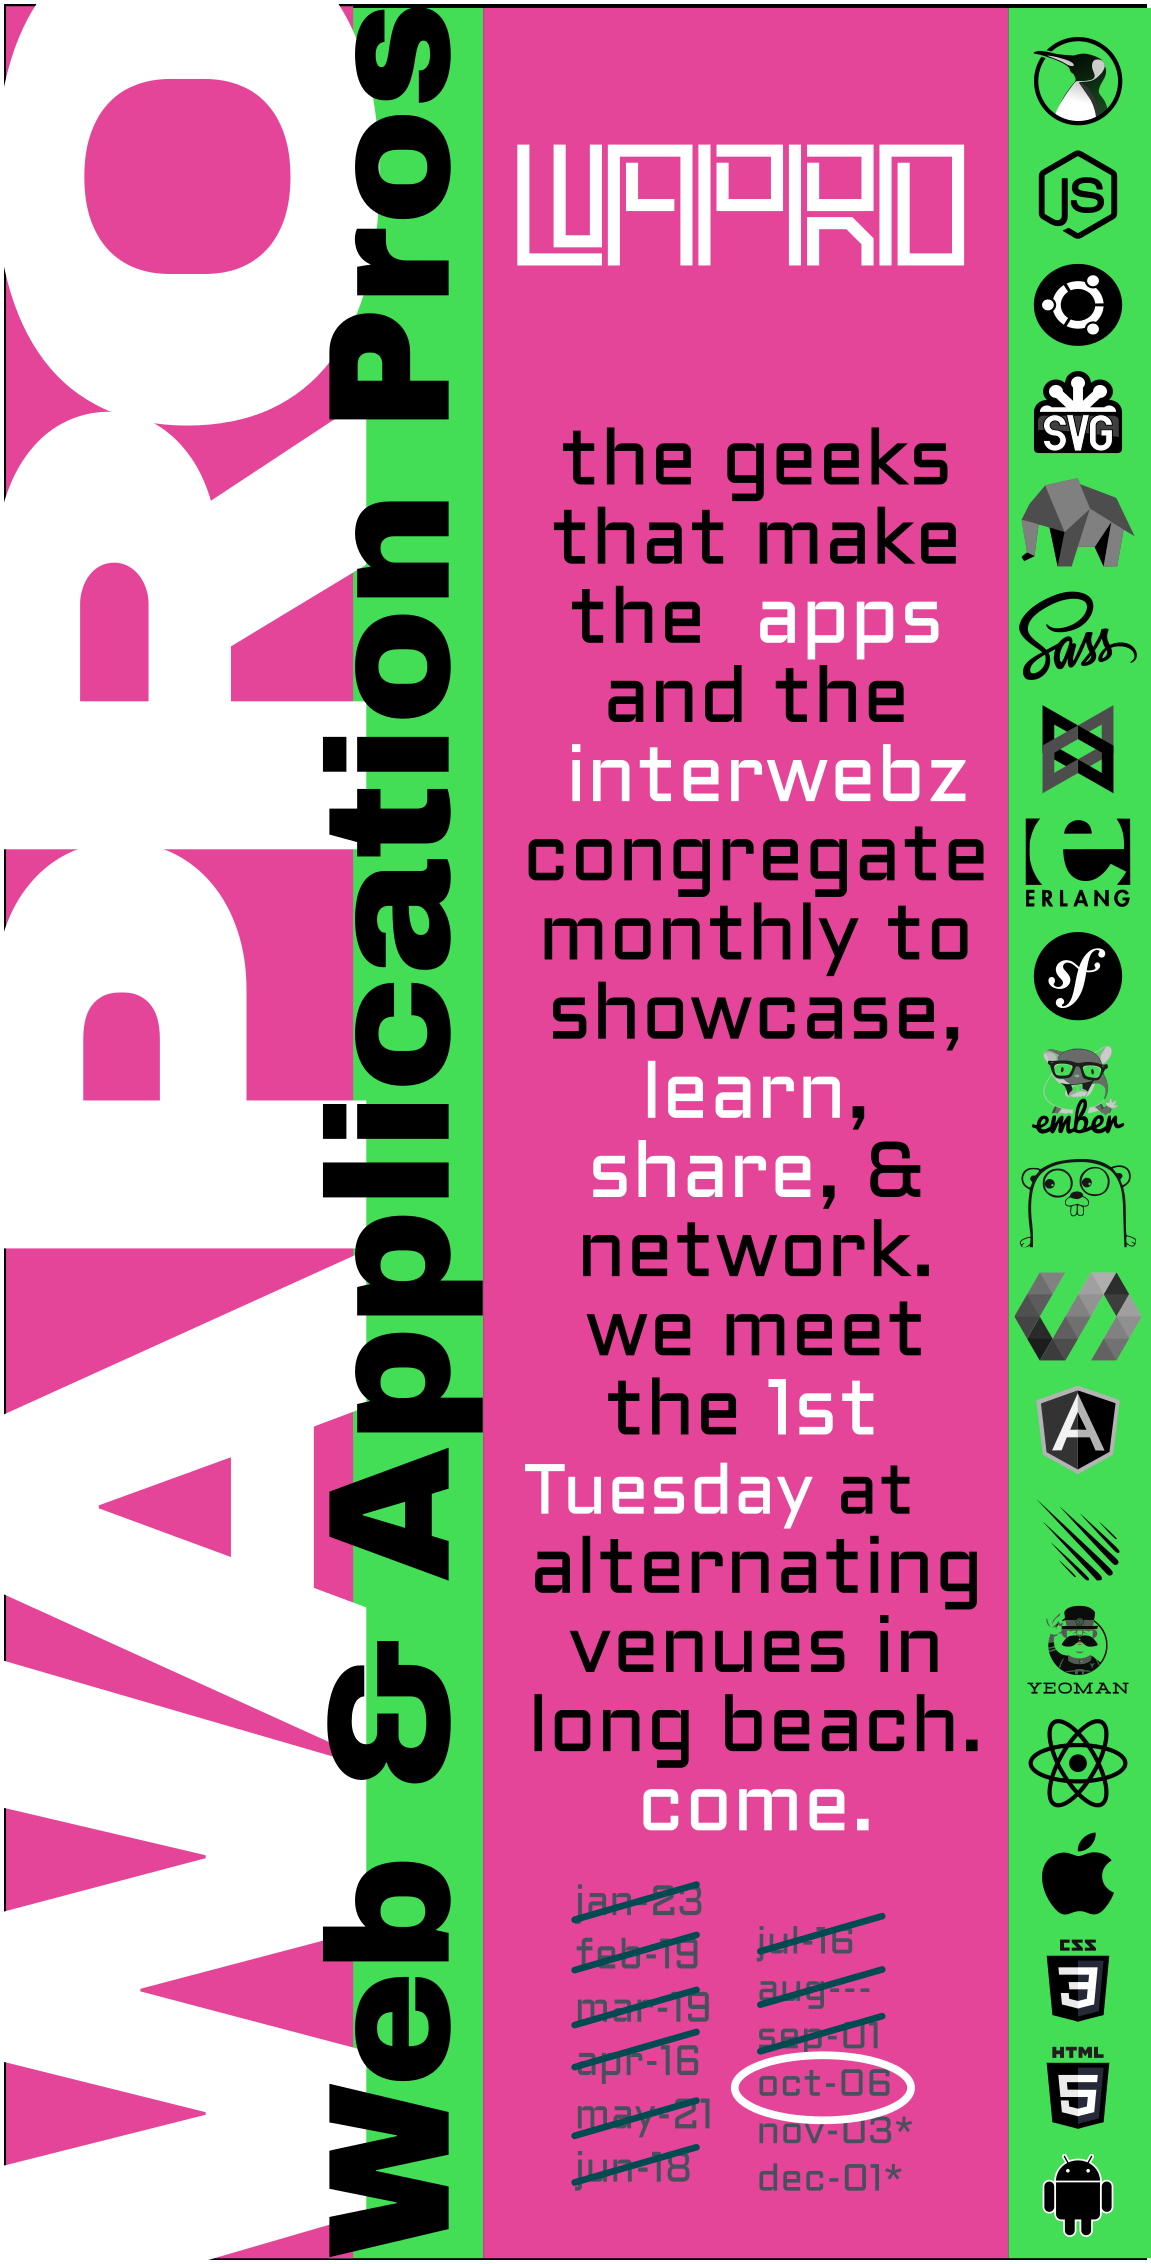 WAPRO
Web & Application Pros
WAPRO
the geeks
that make
the apps
and the
interwebz
congregate
monthly to
showcase,
learn,
share, &
network.
we meet
the 1st
Tuesday at
alternating
venues in
long beach.
come.
jan-23
feb-19
mar-19
apr-16
may-21
jun-18
jul-16
aug---
sep-01
oct-06
nov-03*
dec-01*
JS
SVG
Sass
e
ERLANG
sf
ember
A
YEOMAN
CSS
3
HTML
5